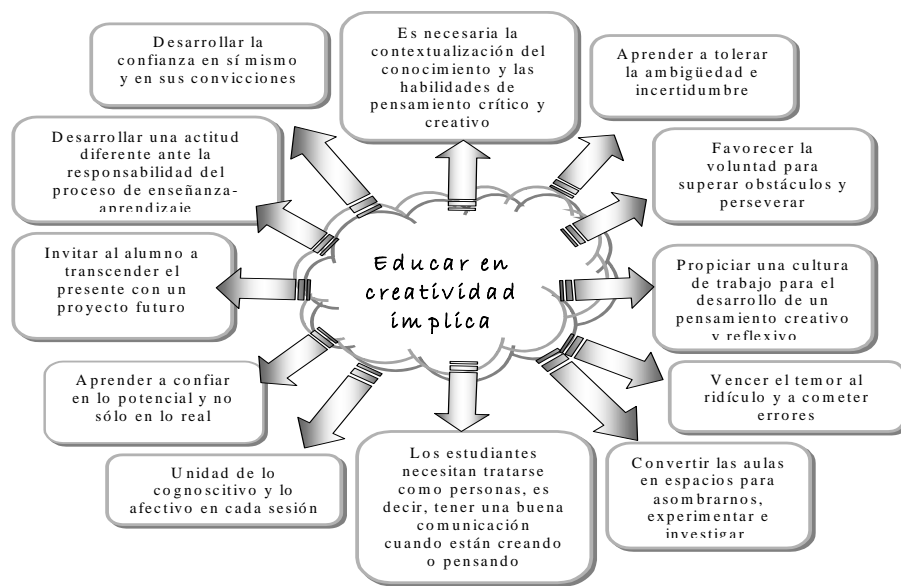 Desarrollar la
confianza en sí mismo
y en sus convicciones
Es necesaria la
contextualización del
conocimiento y las
habilidades de
pensamiento crítico y
creativo
Aprender a tolerar
la ambigüedad e
incertidumbre
Desarrollar una actitud
diferente ante la
responsabilidad del
proceso de enseñanza-
aprendizaje
Favorecer la
voluntad para
superar obstáculos y
perseverar
Invitar al alumno a
transcender el
presente con un
proyecto futuro
Educar en
creatividad
implica
Propiciar una cultura
de trabajo para el
desarrollo de un
pensamiento creativo
y reflexivo
Aprender a confiar
en lo potencial y no
sólo en lo real
Vencer el temor al
ridículo y a cometer
errores
Unidad de lo
cognoscitivo y lo
afectivo en cada sesión
Los estudiantes
necesitan tratarse
como personas, es
decir, tener una buena
comunicación
cuando están
creando o
pensando
Convertir las aulas
en espacios para
asombrarnos,
experimentar e
investigar